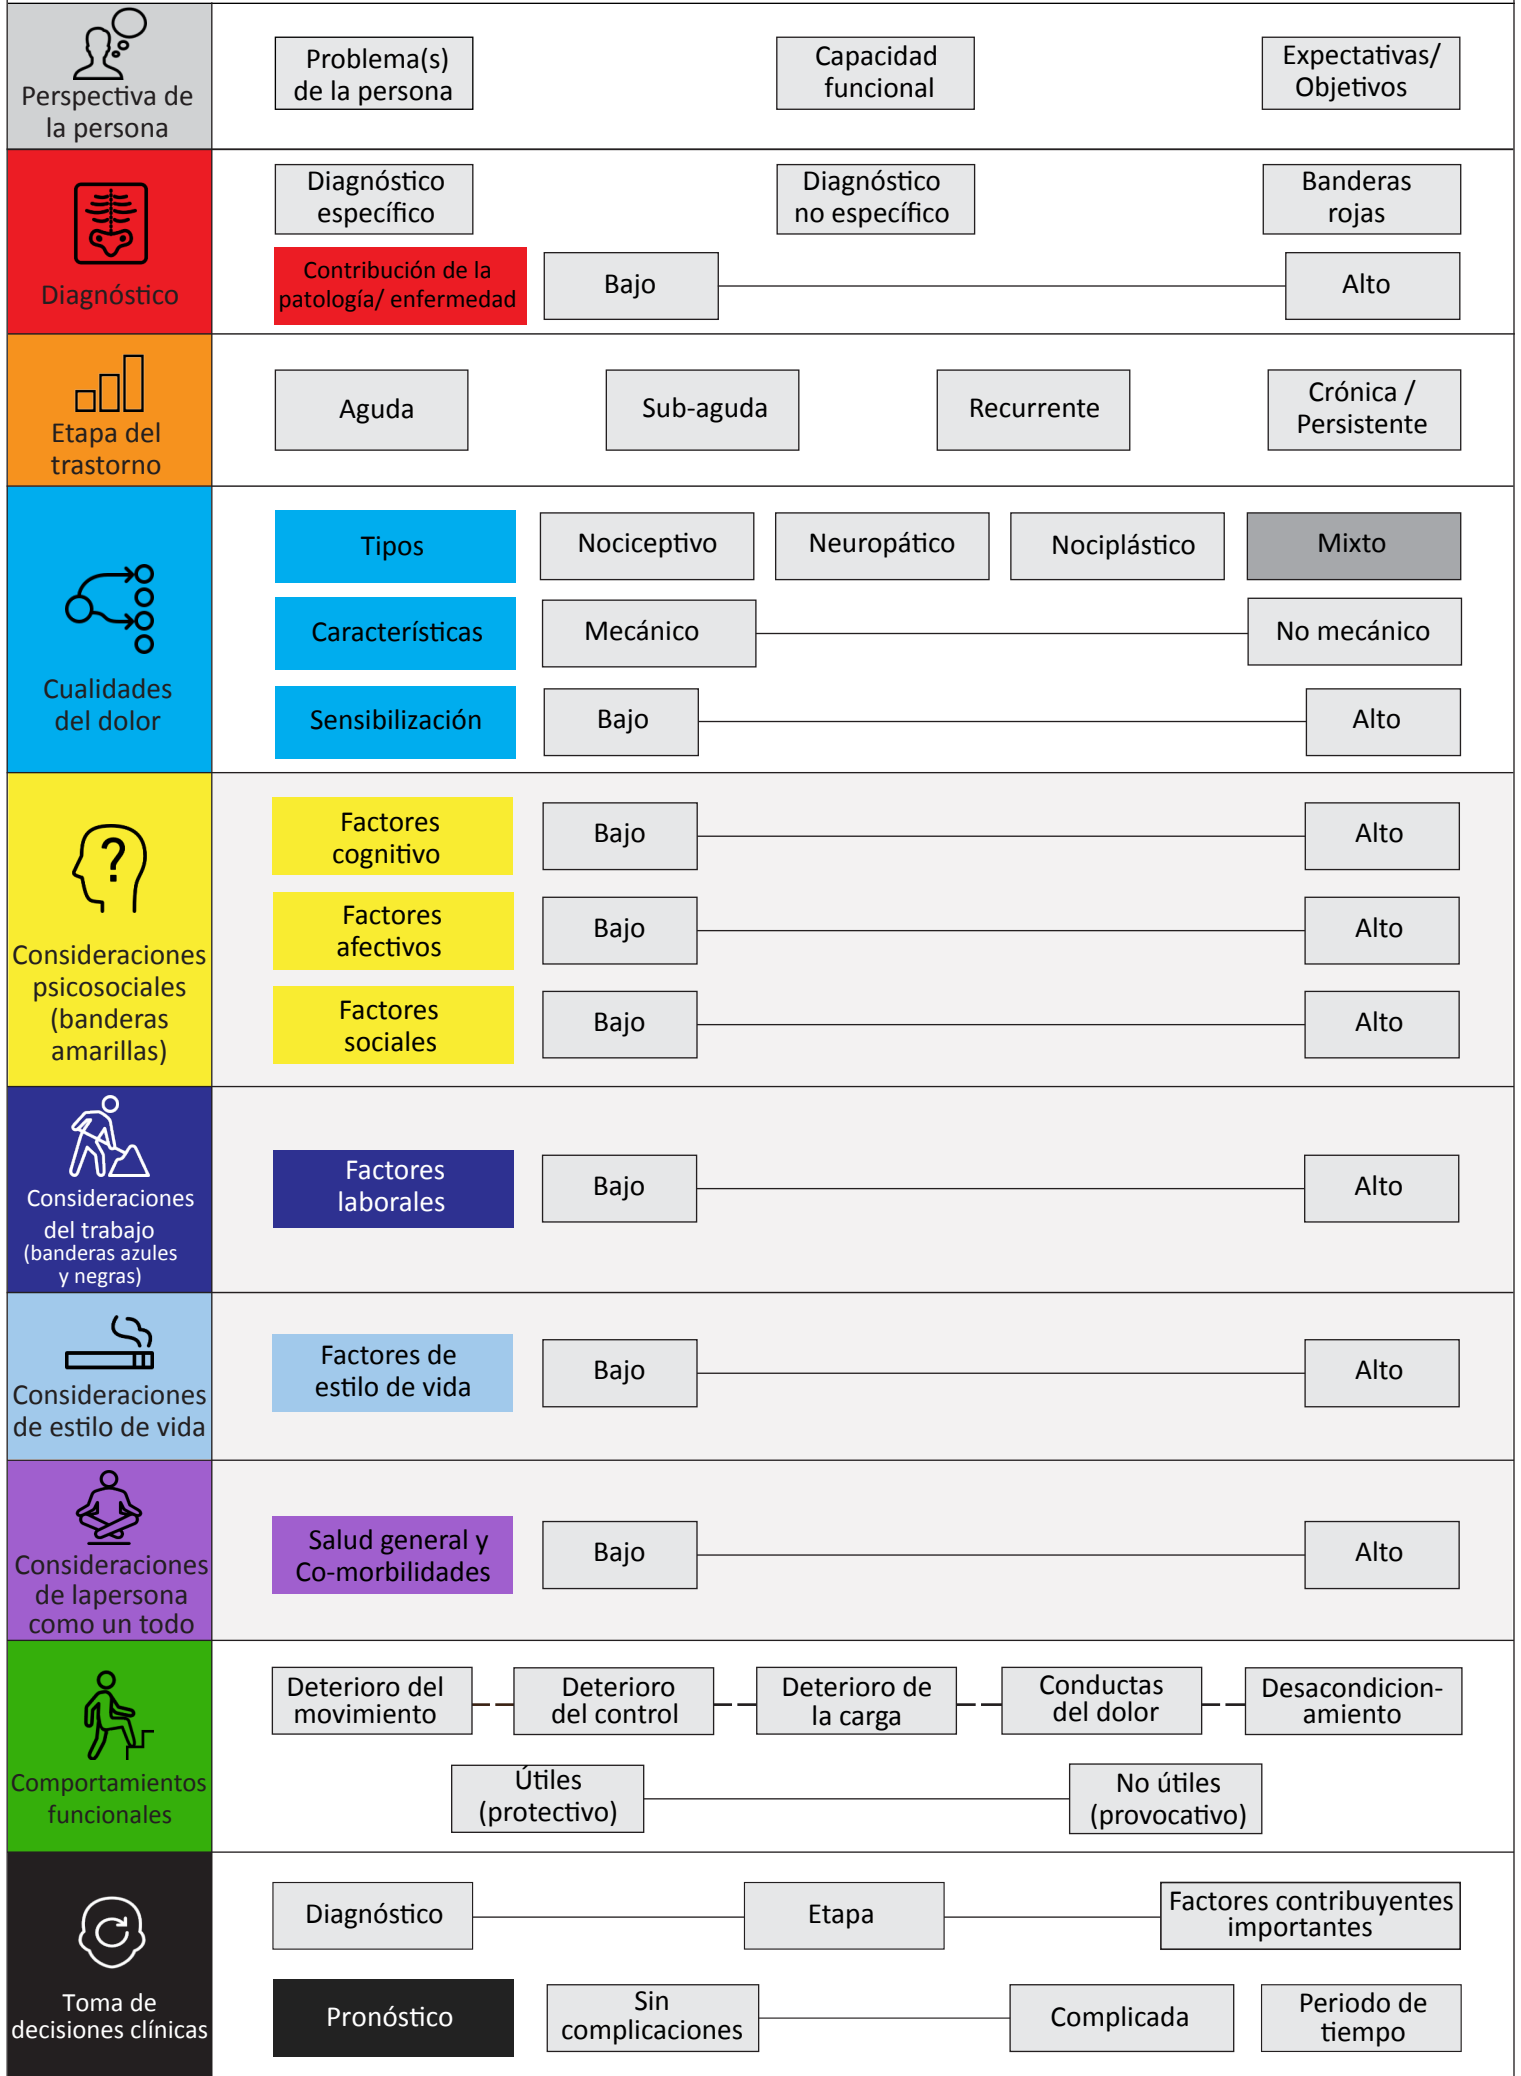 Perspectiva de
la persona
Problema(s)
de la persona
Capacidad
funcional
Expectativas/
Objetivos
Diagnóstico
Diagnóstico
específico
Diagnóstico
no específico
Banderas
rojas
Contribución de la
patología/ enfermedad
Bajo
Alto
Etapa del
trastorno
Aguda
Sub-aguda
Recurrente
Crónica /
Persistente
Cualidades
del dolor
Tipos
Nociceptivo
Neuropático
Nociplástico
Mixto
Características
Mecánico
No mecánico
Sensibilización
Bajo
Alto
Consideraciones
psicosociales
(banderas
amarillas)
Factores
cognitivo
Bajo
Alto
Factores
afectivos
Bajo
Alto
Factores
sociales
Bajo
Alto
Consideraciones
del trabajo
(banderas azules
y negras)
Factores
laborales
Bajo
Alto
Consideraciones
de estilo de vida
Factores de
estilo de vida
Bajo
Alto
Consideraciones
de lapersona
como un todo
Salud general y
Co-morbilidades
Bajo
Alto
Comportamientos
funcionales
Deterioro del
movimiento
Deterioro
del control
Deterioro de
la carga
Conductas
del dolor
Desacondicion-
amiento
Útiles
(protectivo)
No útiles
(provocativo)
Toma de
decisiones clínicas
Diagnóstico
Etapa
Factores contribuyentes
importantes
Pronóstico
Sin
complicaciones
Complicada
Periodo de
tiempo